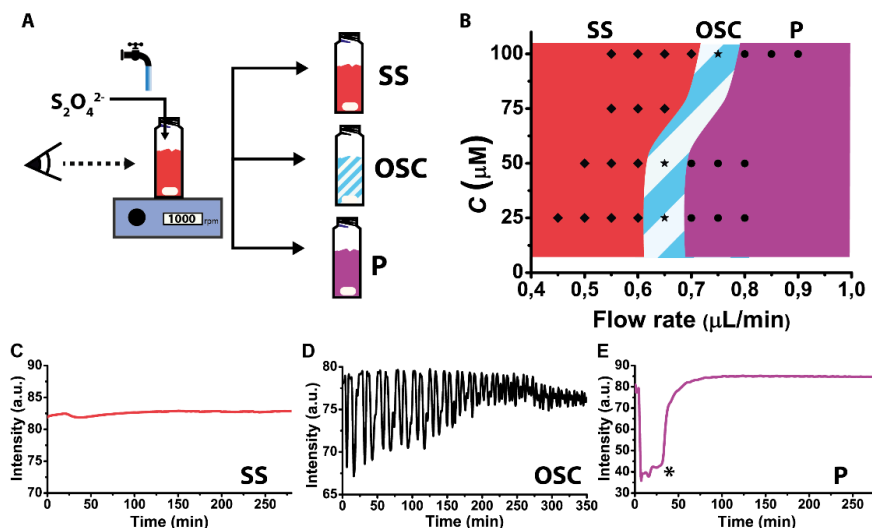 A
S₂O₄²⁻
1000 rpm
SS
OSC
P
B
SS OSC P
C (μM)
100
75
50
25
0
0,4 0,5 0,6 0,7 0,8 0,9 1,0
Flow rate (μL/min)
C
Intensity (a.u.)
90
85
80
75
70
0 50 100 150 200 250
Time (min)
SS
D
Intensity (a.u.)
80
75
70
65
0 50 100 150 200 250 300 350
Time (min)
OSC
E
Intensity (a.u.)
90
80
70
60
50
40
30
*
0 50 100 150 200 250
Time (min)
P